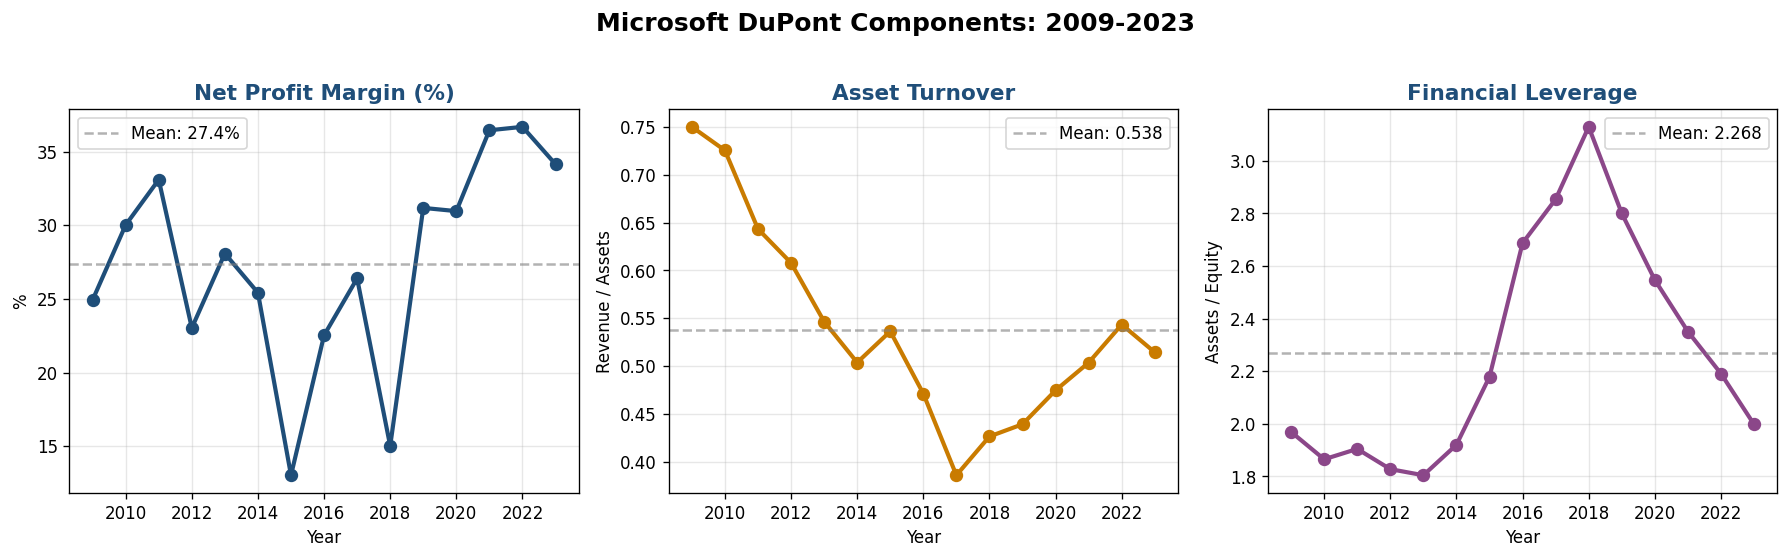 Microsoft DuPont Components: 2009-2023
Net Profit Margin (%)
Mean: 27.4%
%
35
30
25
20
15
2010 2012 2014 2016 2018 2020 2022
Year
Asset Turnover
Mean: 0.538
Revenue / Assets
0.75
0.70
0.65
0.60
0.55
0.50
0.45
0.40
2010 2012 2014 2016 2018 2020 2022
Year
Financial Leverage
Mean: 2.268
Assets / Equity
3.0
2.8
2.6
2.4
2.2
2.0
1.8
2010 2012 2014 2016 2018 2020 2022
Year